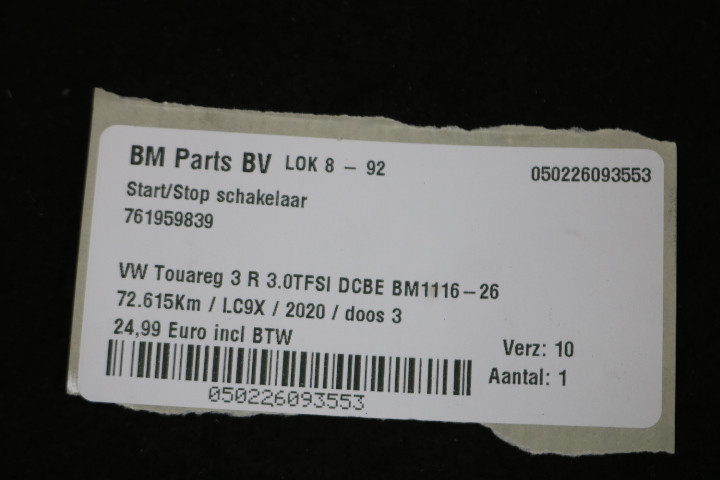 BM Parts BV LOK 8 - 92 050226093553
Start/Stop schakelaar
761959839
VW Touareg 3 R 3.0TFSI DCBE BM1116-26
72.615Km / LC9X / 2020 / doos 3
24,99 Euro incl BTW
Verz: 10
Aantal: 1
050226093553